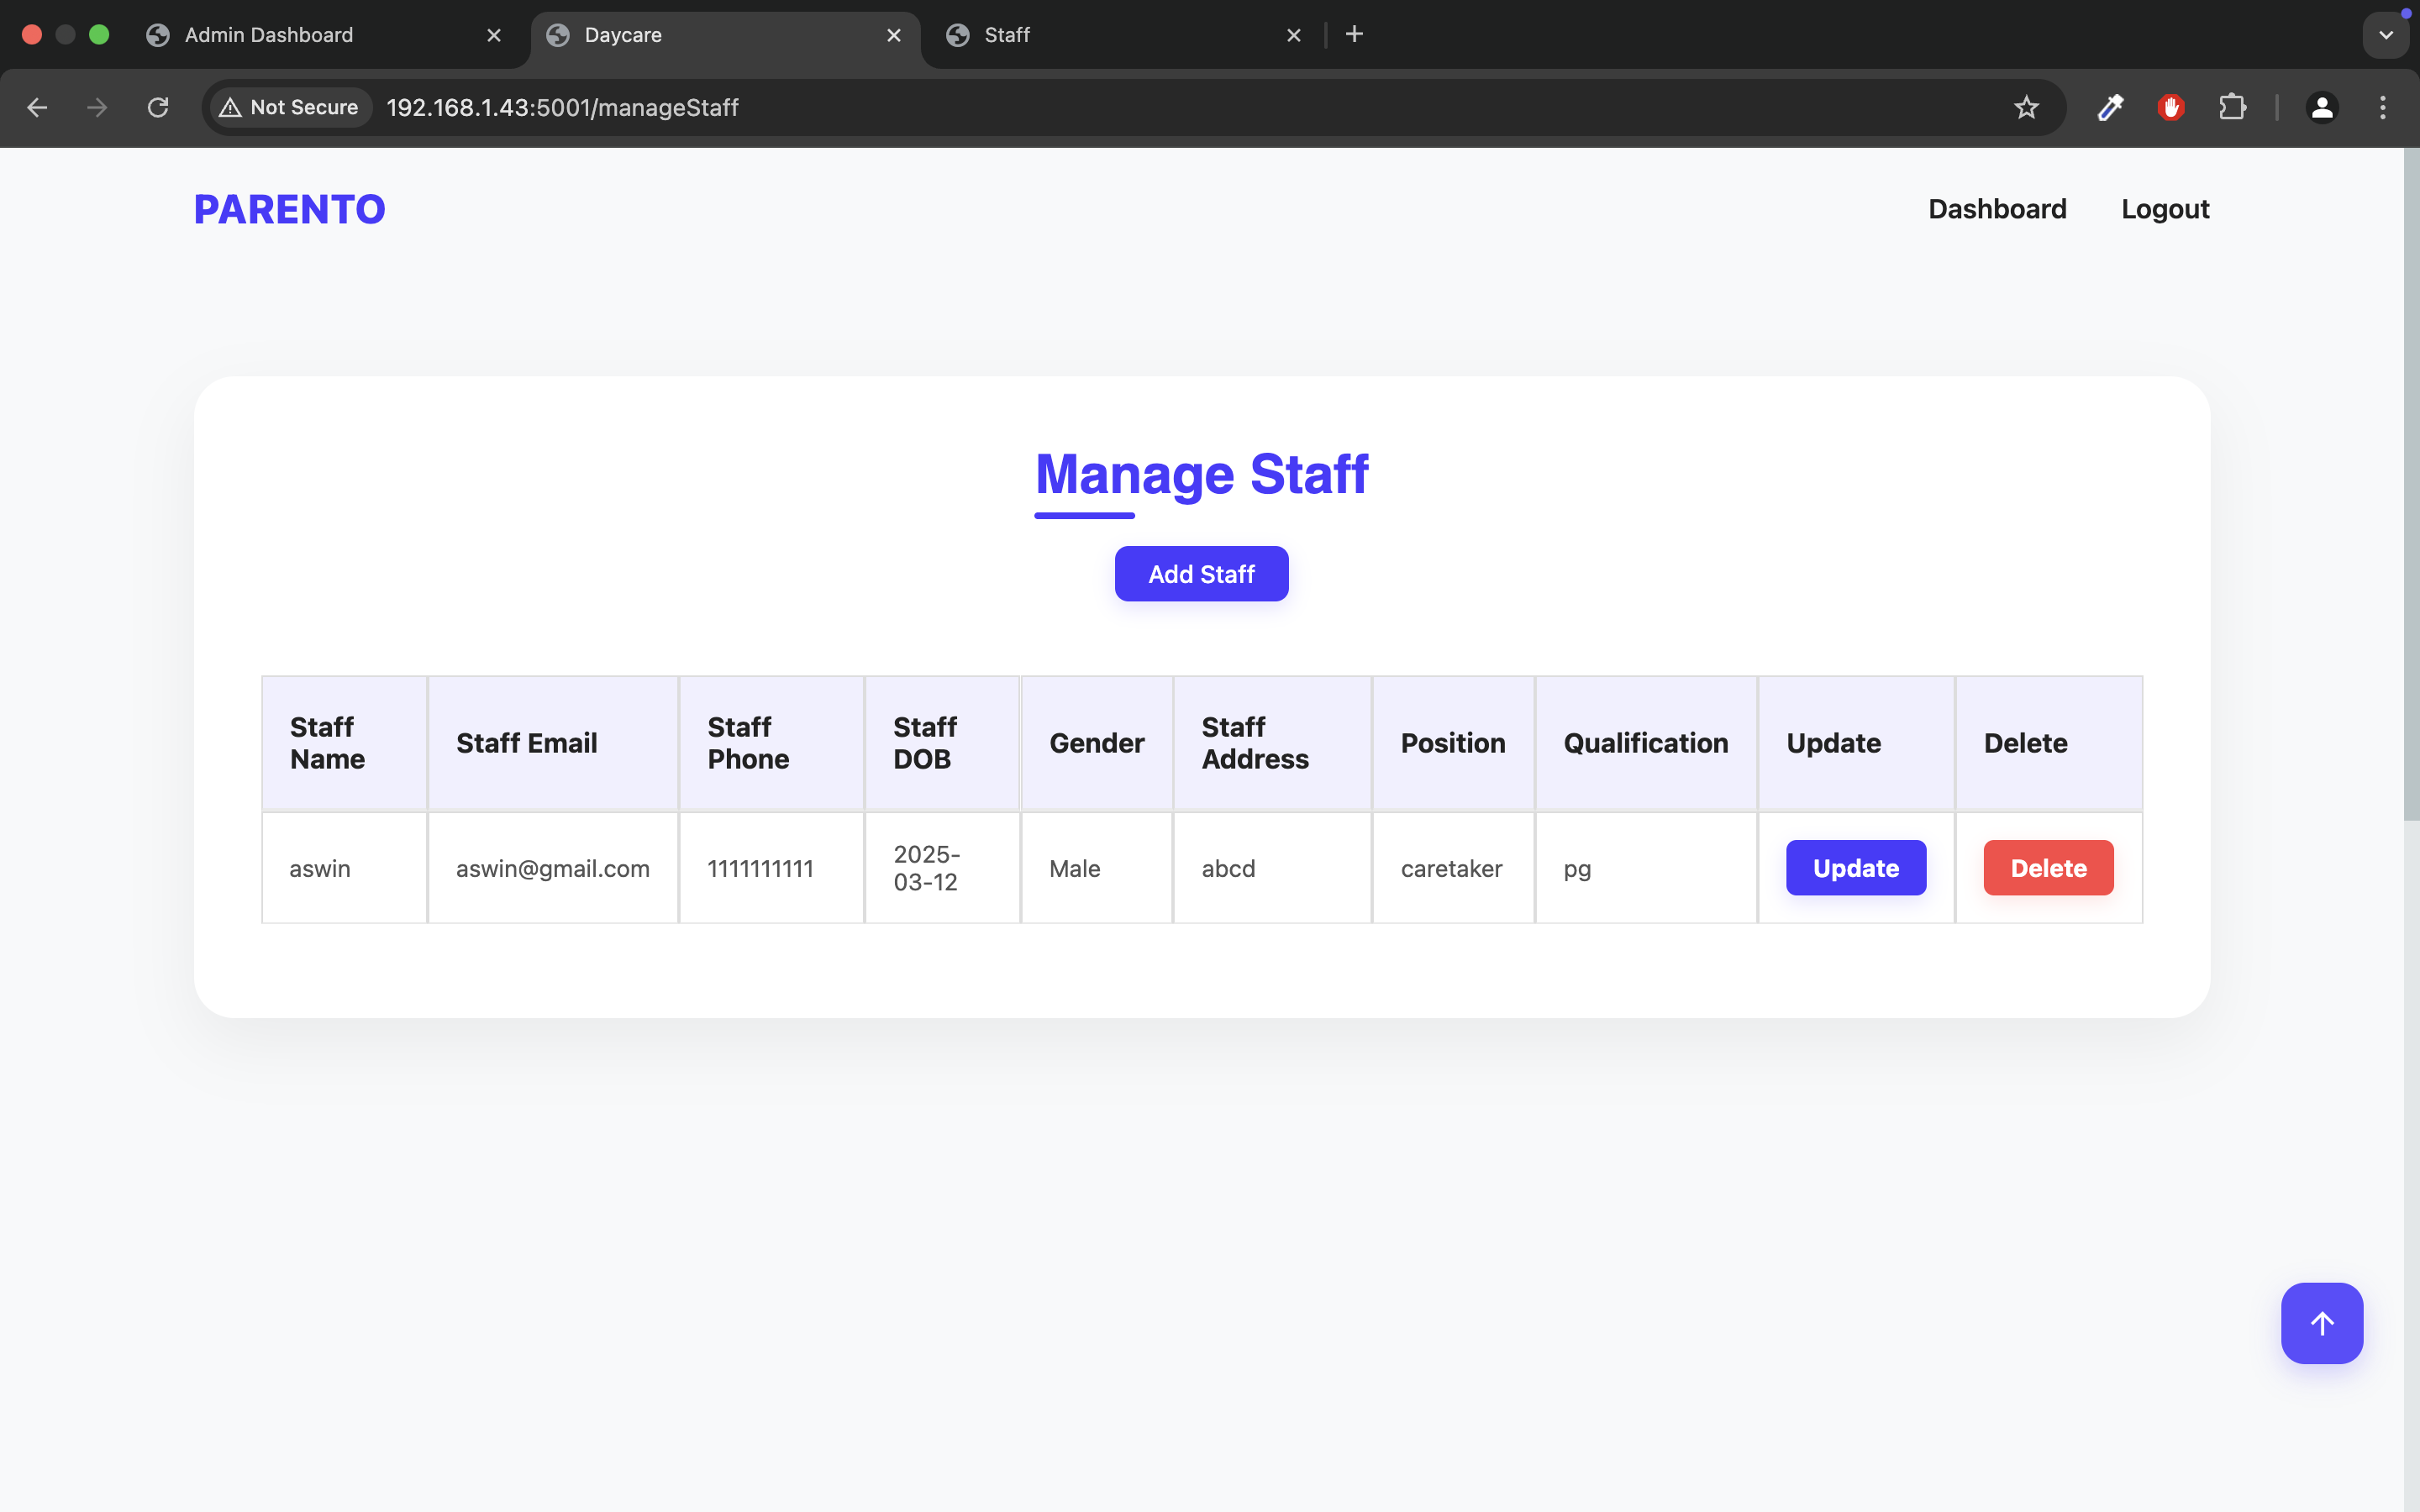 Admin Dashboard
Daycare
Staff
Not Secure
192.168.1.43:5001/manageStaff
PARENTO
Dashboard
Logout
Manage Staff
Add Staff
Staff Name
Staff Email
Staff Phone
Staff DOB
Gender
Staff Address
Position
Qualification
Update
Delete
aswin
aswin@gmail.com
1111111111
2025-
03-12
Male
abcd
caretaker
pg
Update
Delete